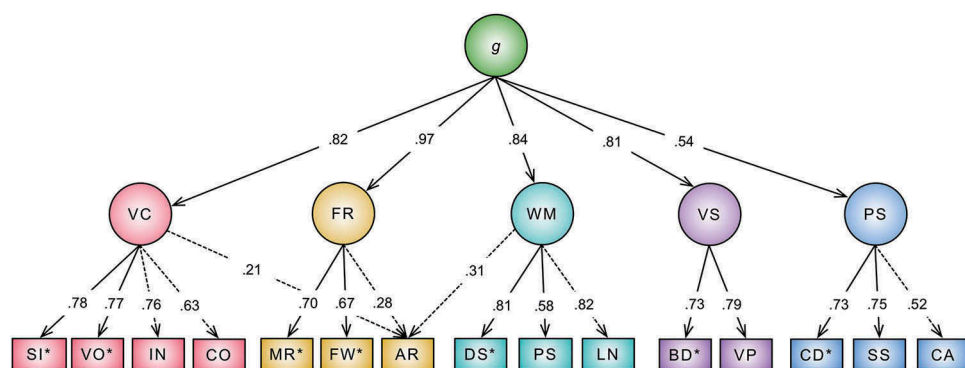 g
.82 .97 .84 .81 .54
VC FR WM VS PS
.21 .31
.78 .77 .76 .63 .70 .67 .28 .81 .58 .82 .73 .79 .73 .75 .52
SI* VO* IN CO MR* FW* AR DS* PS LN BD* VP CD* SS CA